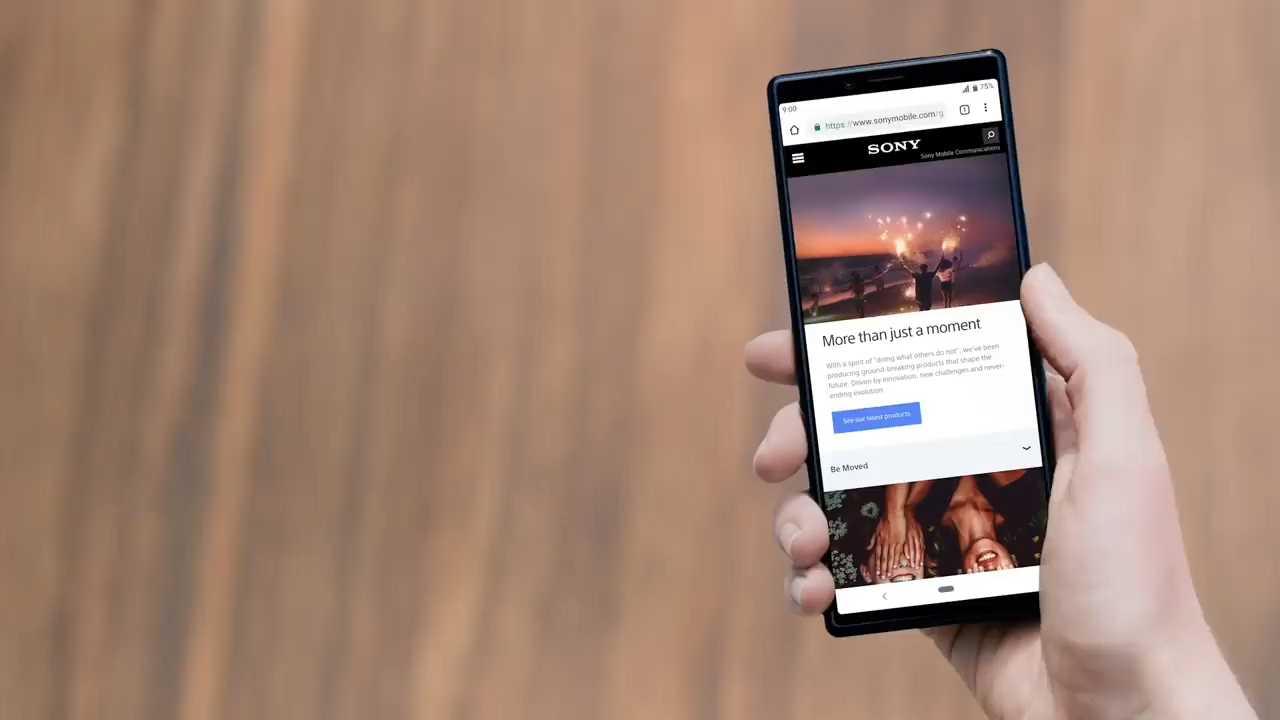 9:00
75%
https://www.sonymobile.com/g
1
SONY
Sony Mobile Communications
More than just a moment
With a spirit of "doing what others do not", we've been
producing ground-breaking products that shape the
future. Driven by innovation, new challenges and never-
ending evolution
See our latest products
Be Moved